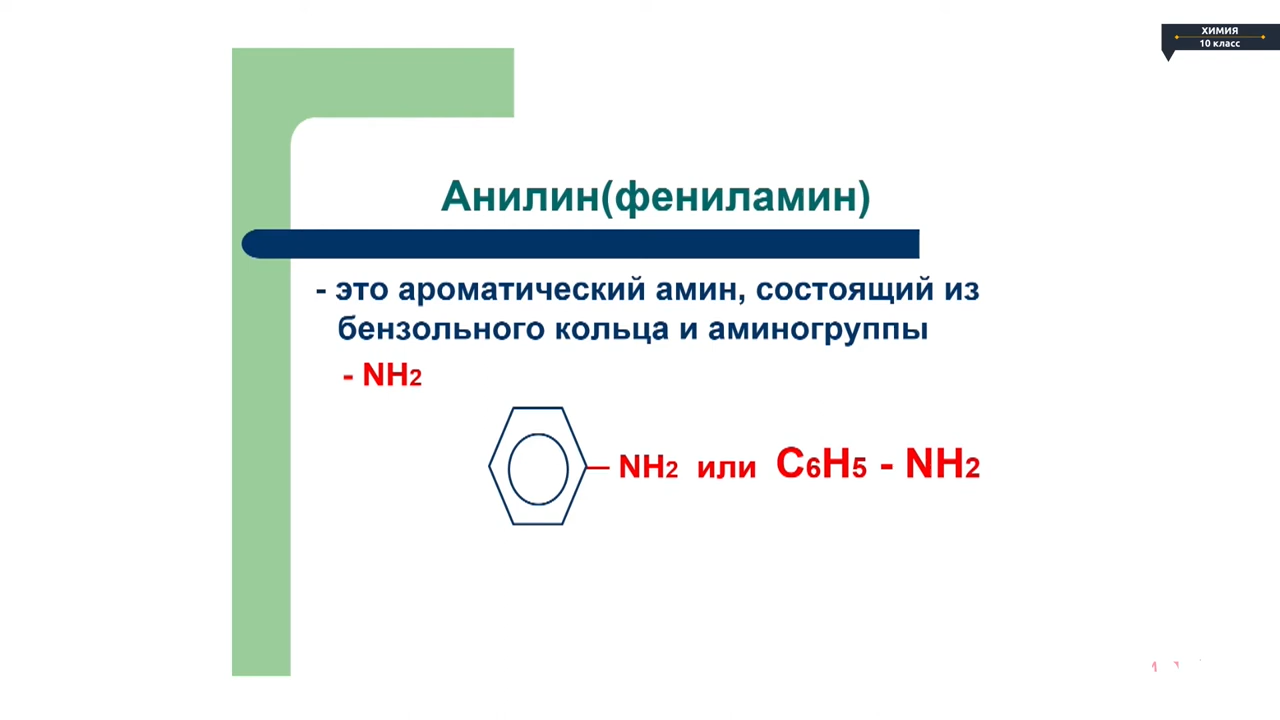 ХИМИЯ
10 класс
Анилин(фениламин)
- это ароматический амин, состоящий из
бензольного кольца и аминогруппы
- NH2
NH2 или C6H5 - NH2